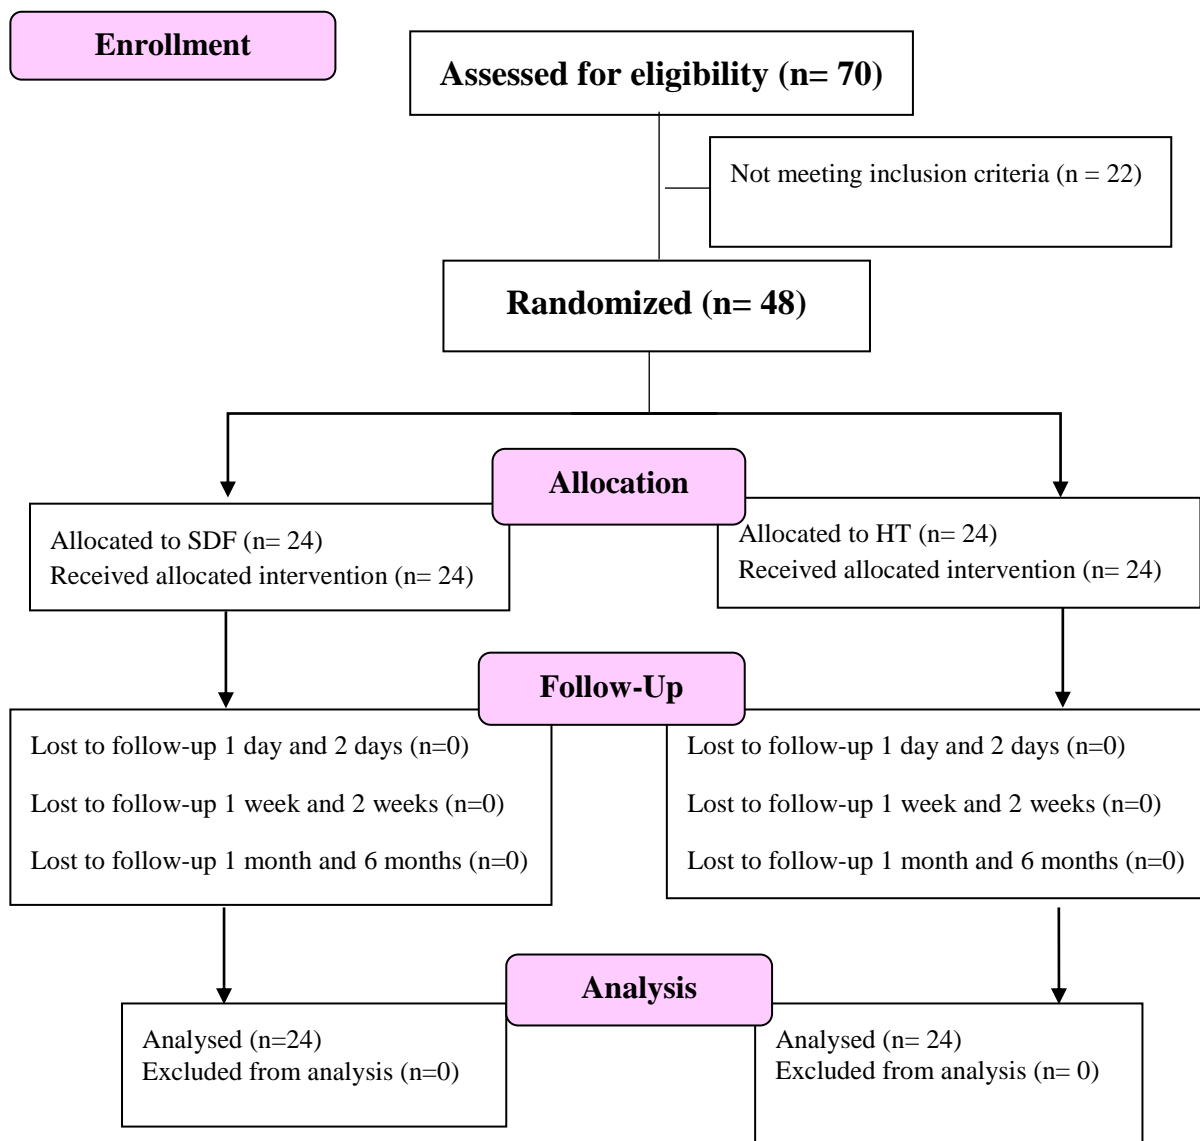 Enrollment
Assessed for eligibility (n= 70)
Not meeting inclusion criteria (n = 22)
Randomized (n= 48)
Allocation
Allocated to SDF (n= 24)
Received allocated intervention (n= 24)
Allocated to HT (n= 24)
Received allocated intervention (n= 24)
Follow-Up
Lost to follow-up 1 day and 2 days (n=0)
Lost to follow-up 1 week and 2 weeks (n=0)
Lost to follow-up 1 month and 6 months (n=0)
Lost to follow-up 1 day and 2 days (n=0)
Lost to follow-up 1 week and 2 weeks (n=0)
Lost to follow-up 1 month and 6 months (n=0)
Analysis
Analysed (n=24)
Excluded from analysis (n=0)
Analysed (n= 24)
Excluded from analysis (n= 0)